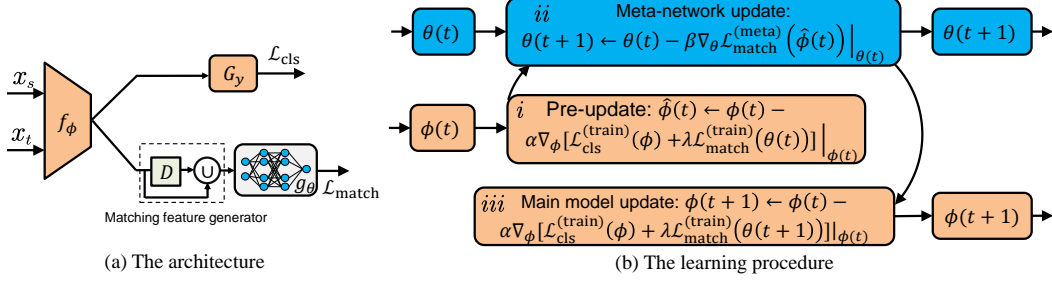 x_s
x_t
f_ϕ
G_y
ℒ_cls
D
∪
g_θ
ℒ_match
Matching feature generator
(a) The architecture
θ(t)
ii Meta-network update:
θ(t + 1) ← θ(t) − β∇_θ ℒ_match^(meta) (ϕ̂(t))|_θ(t)
θ(t + 1)
ϕ(t)
i Pre-update: ϕ̂(t) ← ϕ(t) −
α∇_ϕ[ℒ_cls^(train)(ϕ) +λℒ_match^(train)(θ(t))]|_ϕ(t)
iii Main model update: ϕ(t + 1) ← ϕ(t) −
α∇_ϕ[ℒ_cls^(train)(ϕ) + λℒ_match^(train)(θ(t + 1))]|_ϕ(t)
ϕ(t + 1)
(b) The learning procedure